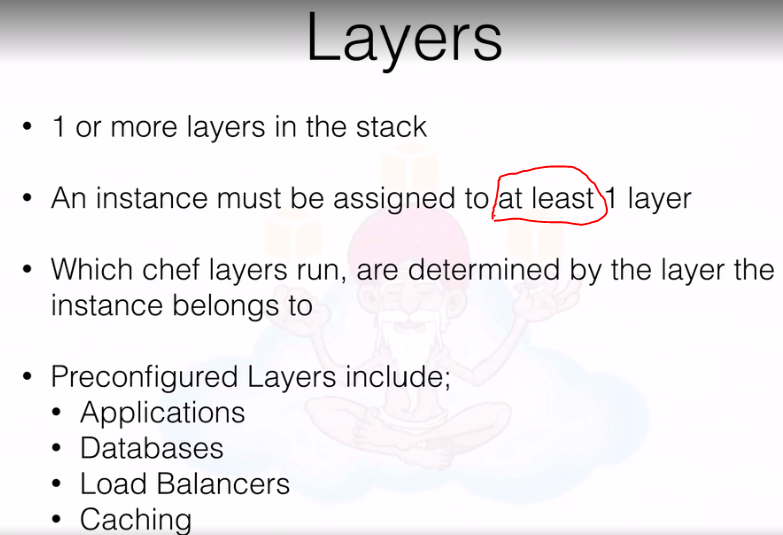 Layers
• 1 or more layers in the stack
• An instance must be assigned to at least 1 layer
• Which chef layers run, are determined by the layer the
instance belongs to
• Preconfigured Layers include;
• Applications
• Databases
• Load Balancers
• Caching